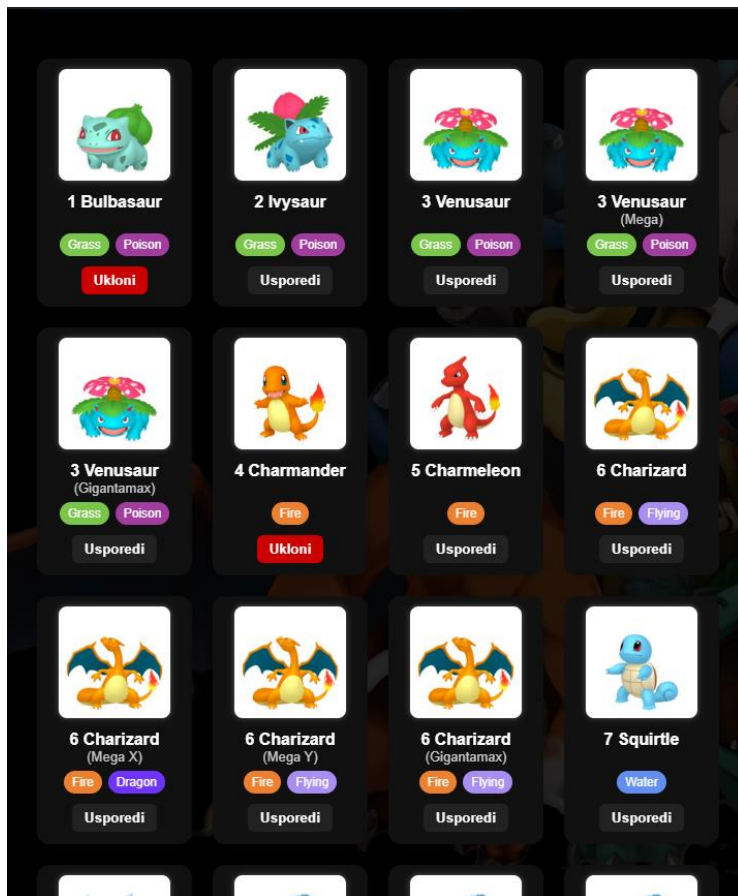 1 Bulbasaur
Grass Poison
Ukloni
2 Ivysaur
Grass Poison
Usporedi
3 Venusaur
Grass Poison
Usporedi
3 Venusaur
(Mega)
Grass Poison
Usporedi
3 Venusaur
(Gigantamax)
Grass Poison
Usporedi
4 Charmander
Fire
Ukloni
5 Charmeleon
Fire
Usporedi
6 Charizard
Fire Flying
Usporedi
6 Charizard
(Mega X)
Fire Dragon
Usporedi
6 Charizard
(Mega Y)
Fire Flying
Usporedi
6 Charizard
(Gigantamax)
Fire Flying
Usporedi
7 Squirtle
Water
Usporedi